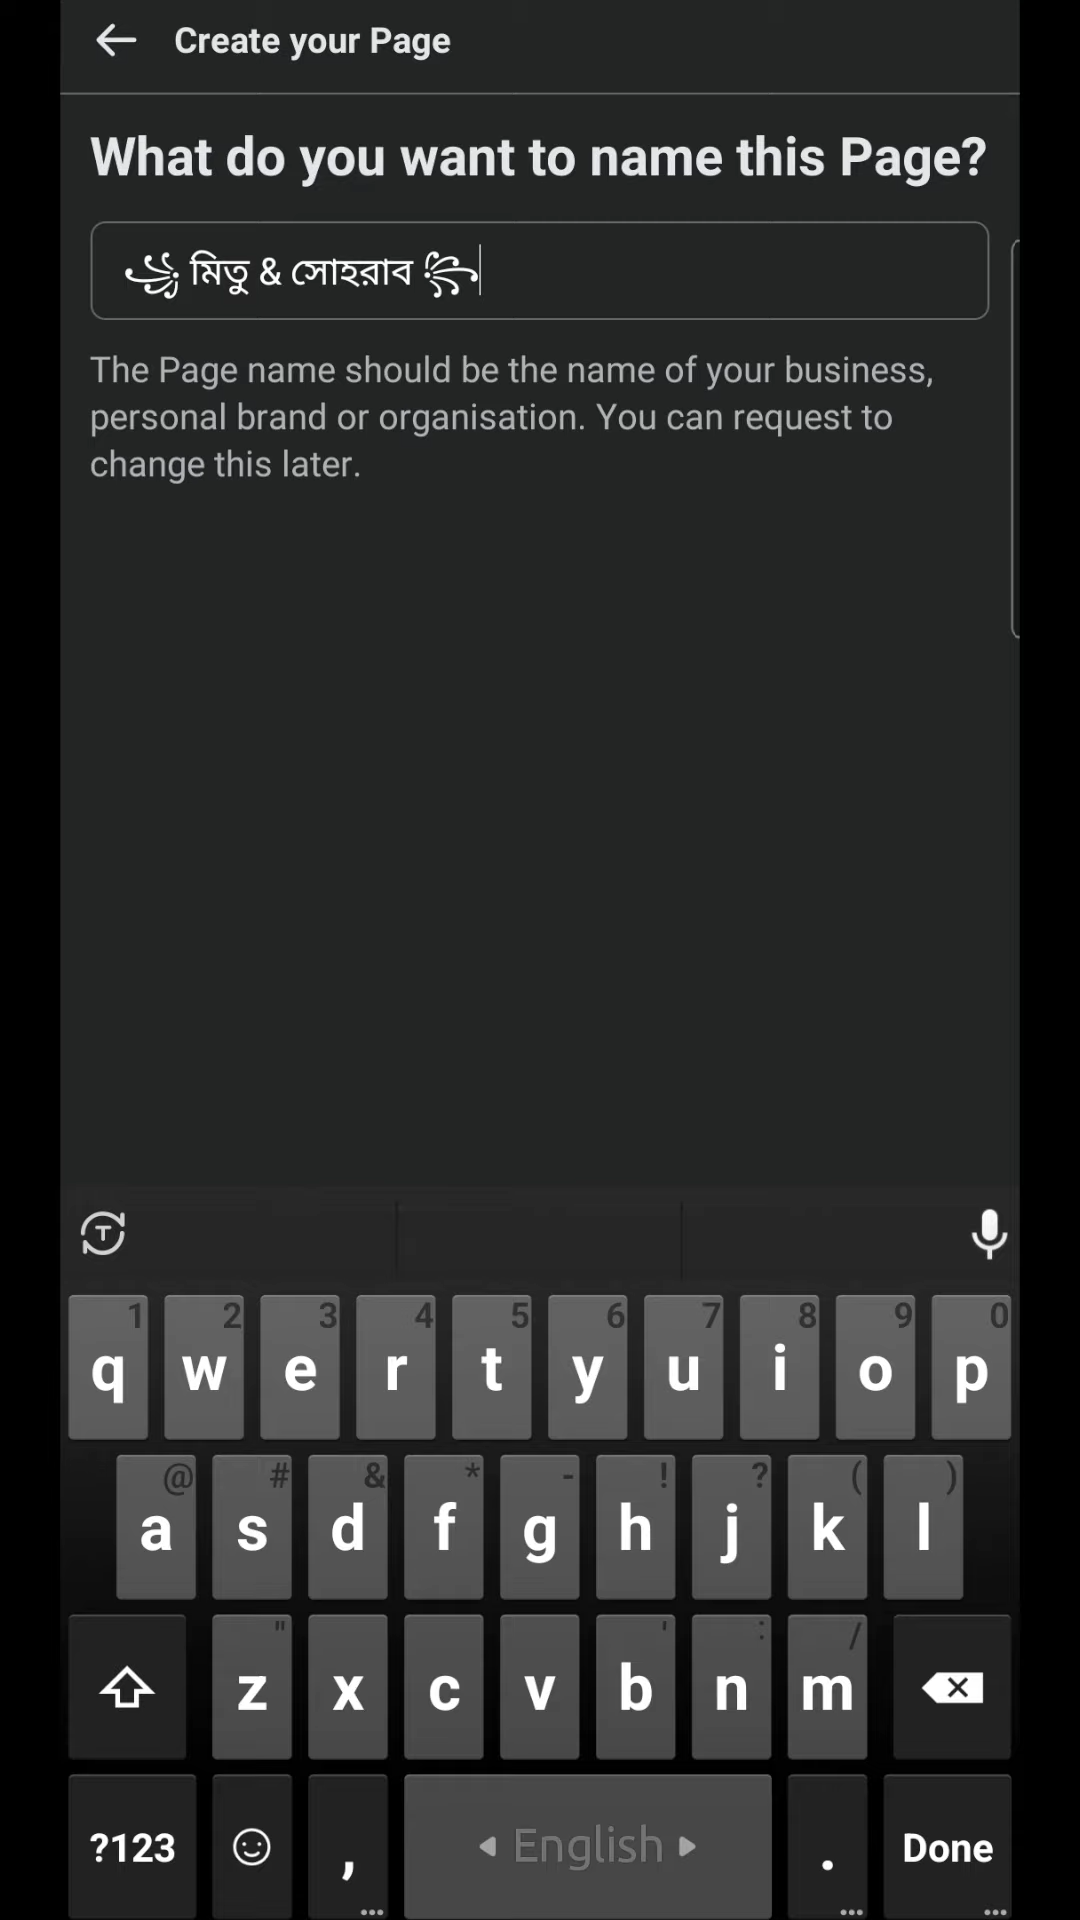 Create your Page
What do you want to name this Page?
꧁ মিতু & সোহরাব ꧂
The Page name should be the name of your business,
personal brand or organisation. You can request to
change this later.
1 2 3 4 5 6 7 8 9 0
q w e r t y u i o p
@ # & * - ! ? ( )
a s d f g h j k l
" ' : /
z x c v b n m
?123 , English . Done